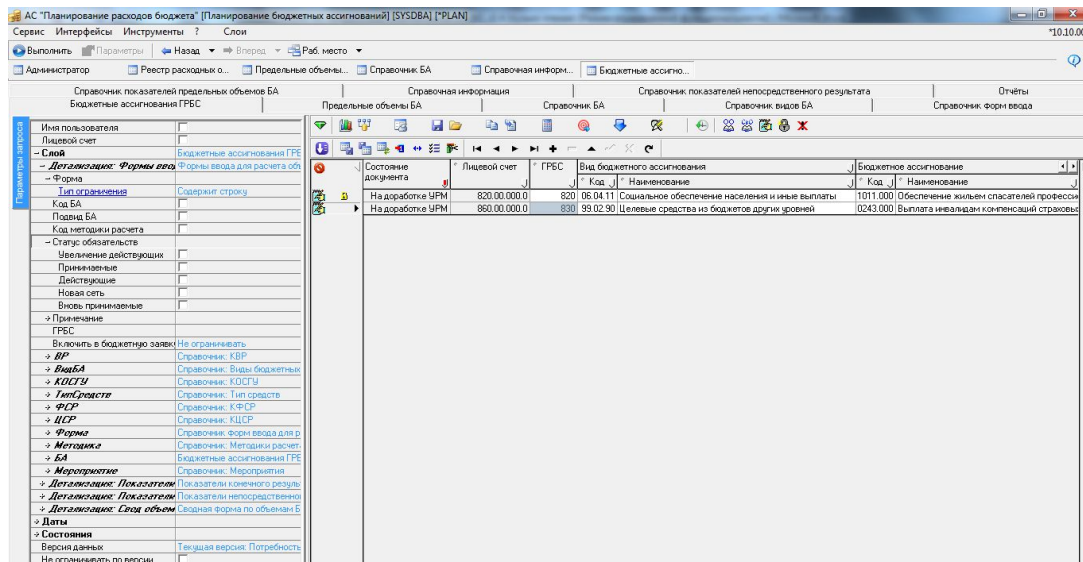 АС "Планирование расходов бюджета" [Планирование бюджетных ассигнований] [SYSDBA] [*PLAN]
Сервис Интерфейсы Инструменты ? Слои *10.10.00
Выполнить Параметры Назад Вперед Раб. место
Администратор Реестр расходных о... Предельные объемы... Справочник БА Справочная информ... Бюджетные ассигно...
Справочник показателей предельных объемов БА Справочная информация Справочник показателей непосредственного результата Отчёты
Бюджетные ассигнования ГРБС Предельные объемы БА Справочник БА Справочник видов БА Справочник форм ввода
Параметры запроса
Имя пользователя
Лицевой счет
Слой Бюджетные ассигнования ГРБ
Детализация: Формы ввод Формы ввода для расчета объ
Форма
Тип ограничения Содержит строку
Код БА
Подвид БА
Код методики расчета
Статус обязательств
Увеличение действующих
Принимаемые
Действующие
Новая сеть
Вновь принимаемые
Примечание
ГРБС
Включить в бюджетную заявку Не ограничивать
ВР Справочник: КВР
ВидБА Справочник: Виды бюджетных
КОСГУ Справочник: КОСГУ
ТипСредств Справочник: Тип средств
ФСР Справочник: КФСР
ЦСР Справочник: КЦСР
Форма Справочник форм ввода для р
Методика Справочник: Методики расчет
БА Бюджетные ассигнования ГРБ
Мероприятие Справочник: Мероприятия
Детализация: Показатели Показатели конечного резуль
Детализация: Показатели Показатели непосредственно
Детализация: Свод объем Сводная форма по объемам Б
Даты
Состояния
Версия данных Текущая версия: Потребность
Не ограничивать по версии
Состояние документа Лицевой счет ГРБС Вид бюджетного ассигнования Бюджетное ассигнование
Код Наименование Код Наименование
На доработке УРМ 820.00.000.0 820 06.04.11 Социальное обеспечение населения и иные выплаты 1011.000 Обеспечение жильем спасателей професси
На доработке УРМ 860.00.000.0 830 99.02.90 Целевые средства из бюджетов других уровней 0243.000 Выплата инвалидам компенсаций страховы